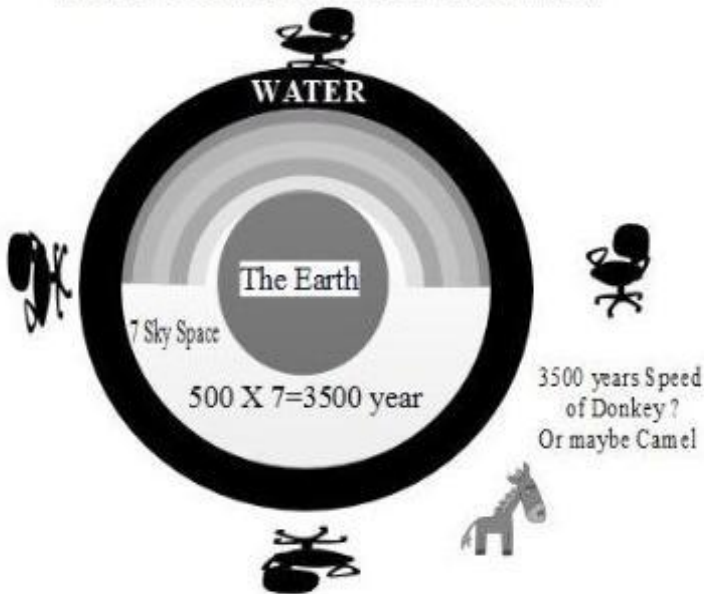 WATER
The Earth
7 Sky Space
500 X 7=3500 year
3500 years Speed
of Donkey ?
Or maybe Camel